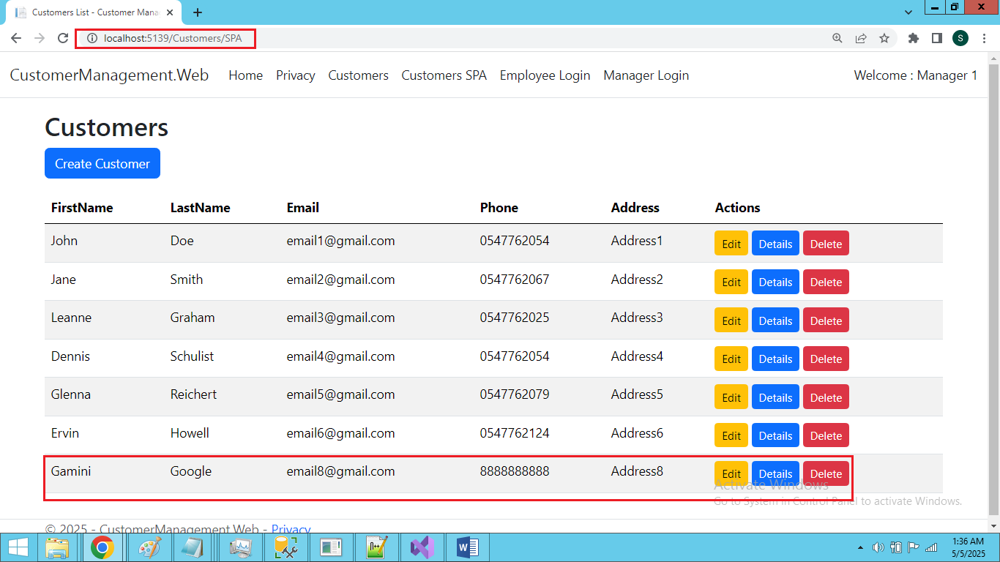 Customers List - Customer Mana
localhost:5139/Customers/SPA
S
CustomerManagement.Web Home Privacy Customers Customers SPA Employee Login Manager Login Welcome : Manager 1
Customers
Create Customer
FirstName LastName Email Phone Address Actions
John Doe email1@gmail.com 0547762054 Address1 Edit Details Delete
Jane Smith email2@gmail.com 0547762067 Address2 Edit Details Delete
Leanne Graham email3@gmail.com 0547762025 Address3 Edit Details Delete
Dennis Schulist email4@gmail.com 0547762054 Address4 Edit Details Delete
Glenna Reichert email5@gmail.com 0547762079 Address5 Edit Details Delete
Ervin Howell email6@gmail.com 0547762124 Address6 Edit Details Delete
Gamini Google email8@gmail.com 8888888888 Address8 Edit Details Delete
Activate Windows
Go to System in Control Panel to activate Windows.
© 2025 - CustomerManagement.Web - Privacy
1:36 AM
5/5/2025